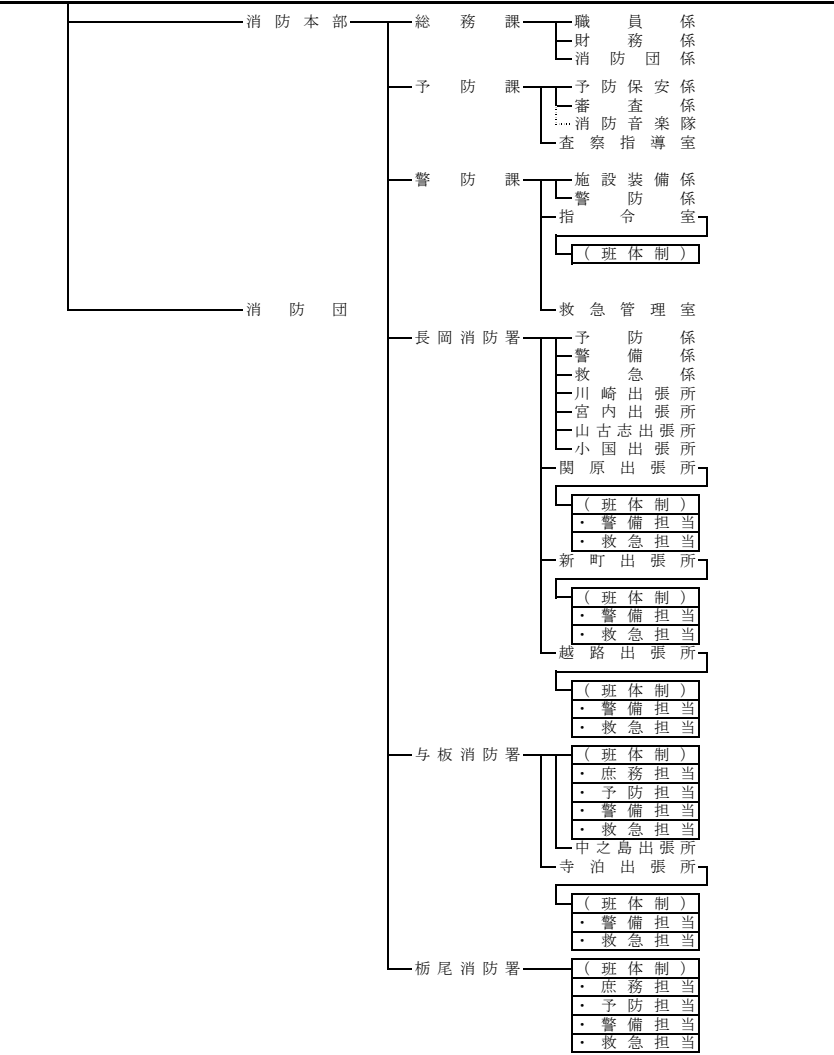 消防本部 総務課 職員係
財務係
消防団係
予防課 予防保安係
審査係
消防音楽隊
査察指導室
警防課 施設装備係
警防係
指令室
（班体制）
消防団 救急管理室
長岡消防署 予防係
警備係
救急係
川崎出張所
宮内出張所
山古志出張所
小国出張所
関原出張所
（班体制）
・警備担当
・救急担当
新町出張所
（班体制）
・警備担当
・救急担当
越路出張所
（班体制）
・警備担当
・救急担当
与板消防署 （班体制）
・庶務担当
・予防担当
・警備担当
・救急担当
中之島出張所
寺泊出張所
（班体制）
・警備担当
・救急担当
栃尾消防署 （班体制）
・庶務担当
・予防担当
・警備担当
・救急担当